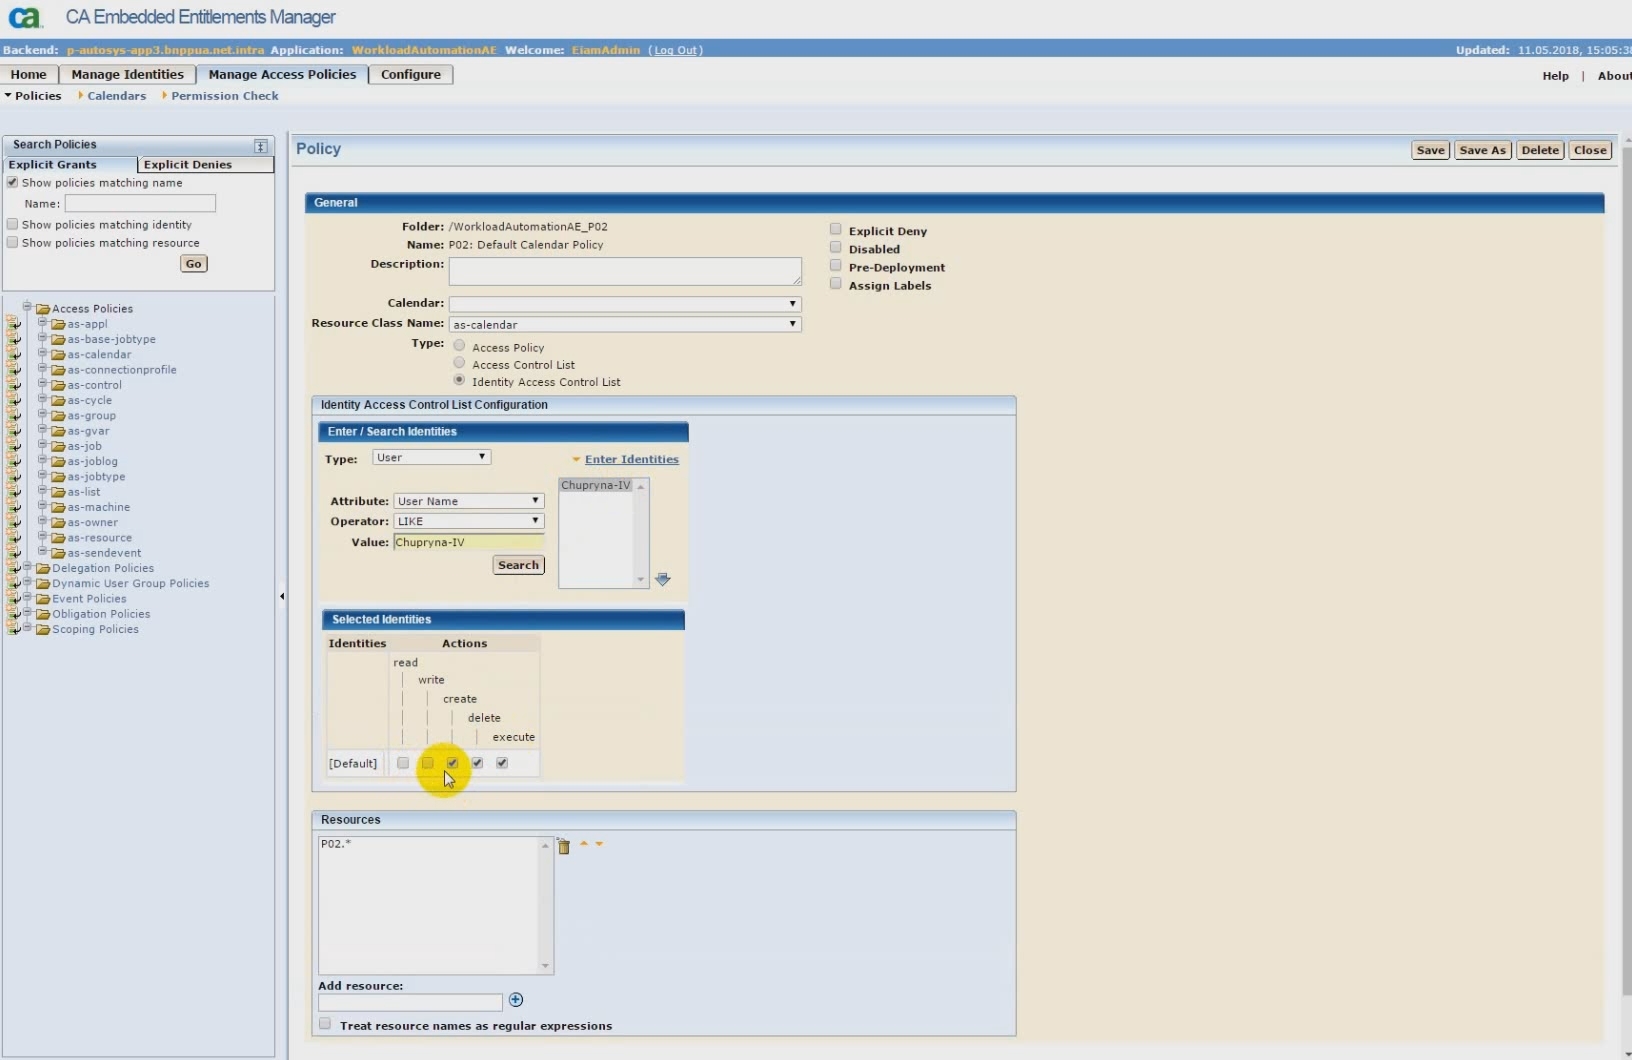 ca CA Embedded Entitlements Manager
Backend: p-autosys-app3.bnppua.net.intra Application: WorkloadAutomationAE Welcome: EiamAdmin (Log Out) Updated: 11.05.2018, 15:05:38
Home Manage Identities Manage Access Policies Configure Help | About
Policies Calendars Permission Check
Search Policies
Explicit Grants Explicit Denies
Show policies matching name
Name:
Show policies matching identity
Show policies matching resource
Go
Access Policies
as-appl
as-base-jobtype
as-calendar
as-connectionprofile
as-control
as-cycle
as-group
as-gvar
as-job
as-joblog
as-jobtype
as-list
as-machine
as-owner
as-resource
as-sendevent
Delegation Policies
Dynamic User Group Policies
Event Policies
Obligation Policies
Scoping Policies
Policy Save Save As Delete Close
General
Folder: /WorkloadAutomationAE_P02
Name: P02: Default Calendar Policy
Description:
Calendar:
Resource Class Name: as-calendar
Type: Access Policy
Access Control List
Identity Access Control List
Explicit Deny
Disabled
Pre-Deployment
Assign Labels
Identity Access Control List Configuration
Enter / Search Identities
Type: User Enter Identities
Chupryna-IV
Attribute: User Name
Operator: LIKE
Value: Chupryna-IV
Search
Selected Identities
Identities Actions
read
write
create
delete
execute
[Default]
Resources
P02.*
Add resource:
Treat resource names as regular expressions